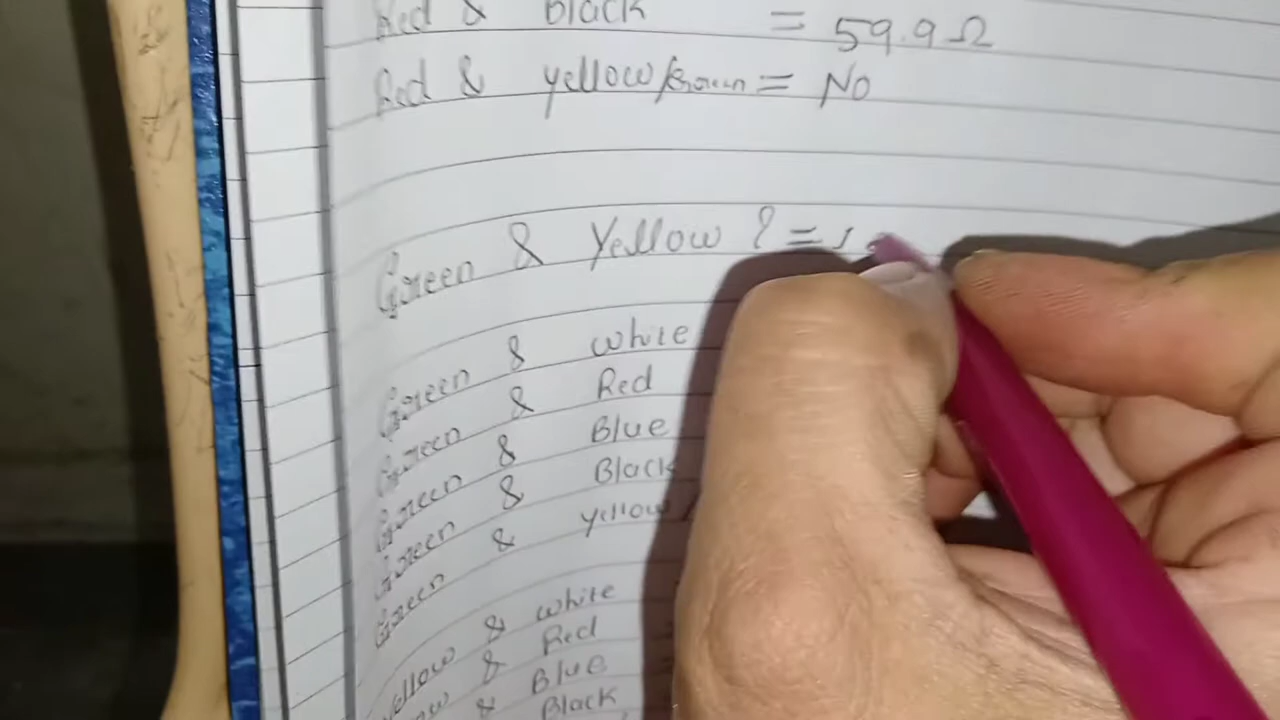 Red & Black = 59.9 Ω
Red & yellow/Brown = No
Green & Yellow ? =
Green & white
Green & Red
Green & Blue
Green & Black
Green & yellow
yellow & white
& Red
& Blue
Black